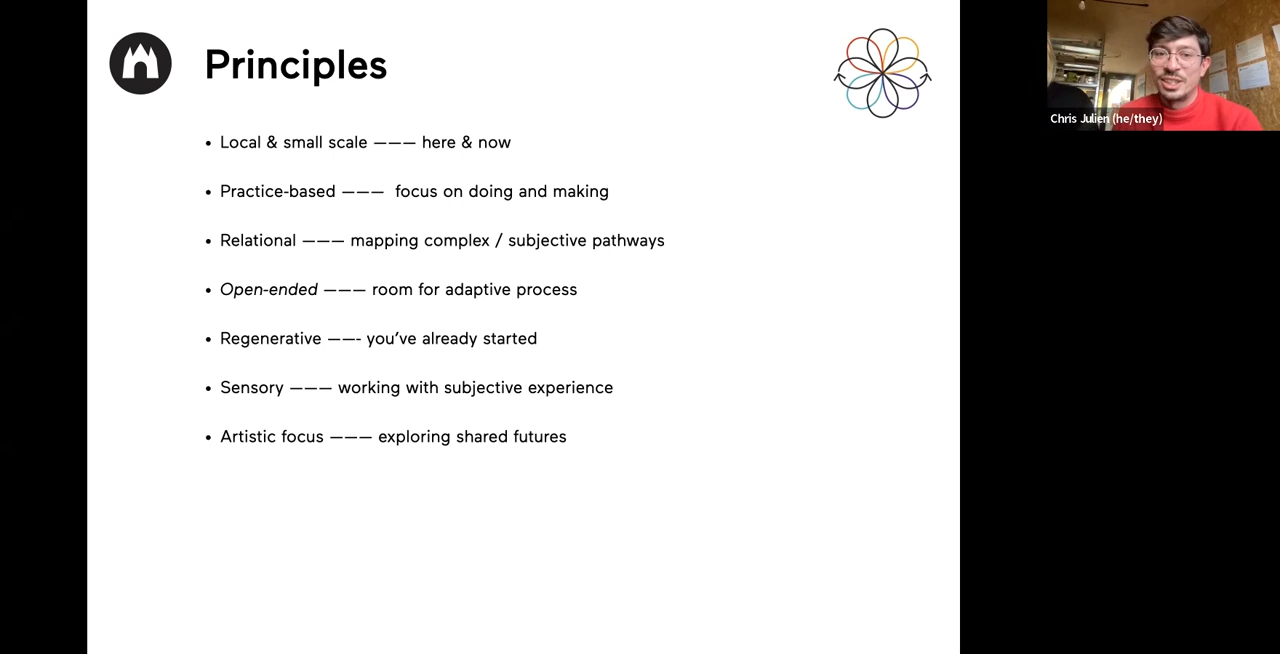 Principles
• Local & small scale ——— here & now
• Practice-based ——— focus on doing and making
• Relational ——— mapping complex / subjective pathways
• Open-ended ——— room for adaptive process
• Regenerative ——- you’ve already started
• Sensory ——— working with subjective experience
• Artistic focus ——— exploring shared futures
Chris Julien (he/they)